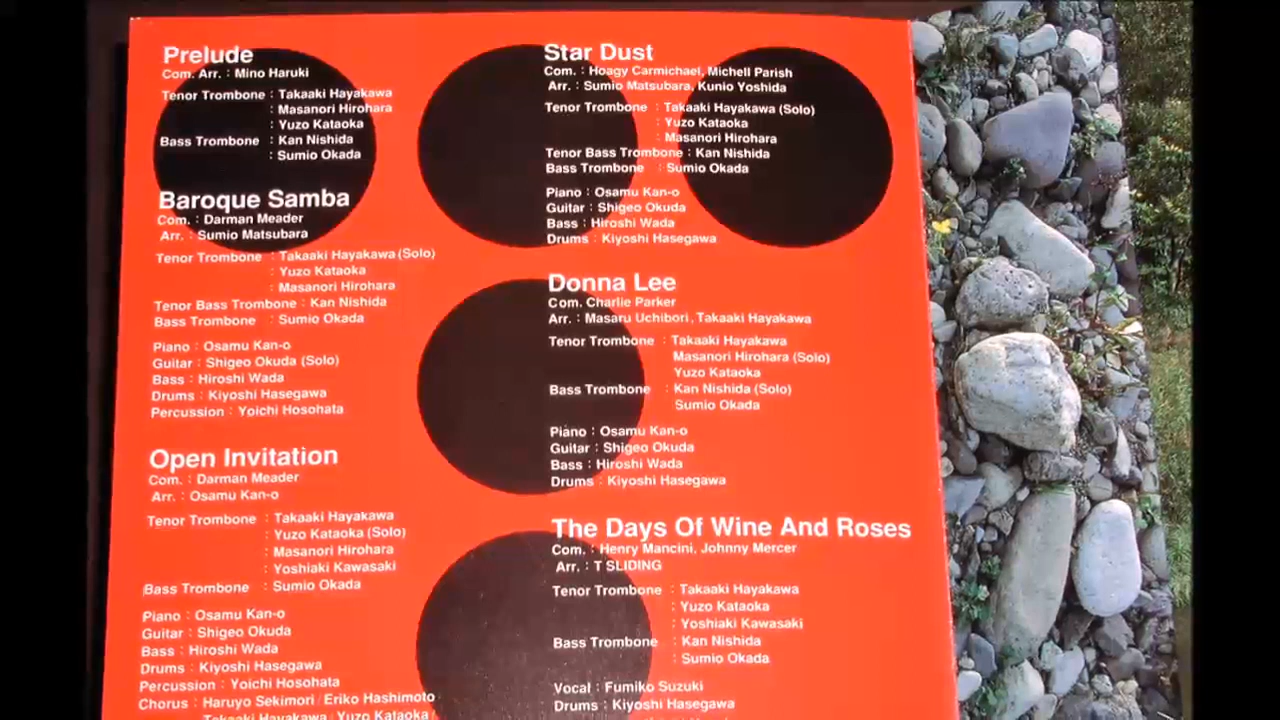 Prelude
Com. Arr. : Mino Haruki
Tenor Trombone : Takaaki Hayakawa
: Masanori Hirohara
: Yuzo Kataoka
Bass Trombone : Kan Nishida
: Sumio Okada
Baroque Samba
Com. : Darman Meader
Arr. : Sumio Matsubara
Tenor Trombone : Takaaki Hayakawa (Solo)
: Yuzo Kataoka
: Masanori Hirohara
Tenor Bass Trombone : Kan Nishida
Bass Trombone : Sumio Okada
Piano : Osamu Kan-o
Guitar : Shigeo Okuda (Solo)
Bass : Hiroshi Wada
Drums : Kiyoshi Hasegawa
Percussion : Yoichi Hosohata
Open Invitation
Com. : Darman Meader
Arr. : Osamu Kan-o
Tenor Trombone : Takaaki Hayakawa
: Yuzo Kataoka (Solo)
: Masanori Hirohara
: Yoshiaki Kawasaki
Bass Trombone : Sumio Okada
Piano : Osamu Kan-o
Guitar : Shigeo Okuda
Bass : Hiroshi Wada
Drums : Kiyoshi Hasegawa
Percussion : Yoichi Hosohata
Chorus : Haruyo Sekimori / Eriko Hashimoto
Takaaki Hayakawa / Yuzo Kataoka /
Star Dust
Com. : Hoagy Carmichael, Michell Parish
Arr. : Sumio Matsubara, Kunio Yoshida
Tenor Trombone : Takaaki Hayakawa (Solo)
: Yuzo Kataoka
: Masanori Hirohara
Tenor Bass Trombone : Kan Nishida
Bass Trombone : Sumio Okada
Piano : Osamu Kan-o
Guitar : Shigeo Okuda
Bass : Hiroshi Wada
Drums : Kiyoshi Hasegawa
Donna Lee
Com. Charlie Parker
Arr. : Masaru Uchibori, Takaaki Hayakawa
Tenor Trombone : Takaaki Hayakawa
Masanori Hirohara (Solo)
Yuzo Kataoka
Bass Trombone : Kan Nishida (Solo)
Sumio Okada
Piano : Osamu Kan-o
Guitar : Shigeo Okuda
Bass : Hiroshi Wada
Drums : Kiyoshi Hasegawa
The Days Of Wine And Roses
Com. : Henry Mancini, Johnny Mercer
Arr. : T SLIDING
Tenor Trombone : Takaaki Hayakawa
: Yuzo Kataoka
: Yoshiaki Kawasaki
Bass Trombone : Kan Nishida
: Sumio Okada
Vocal : Fumiko Suzuki
Drums : Kiyoshi Hasegawa